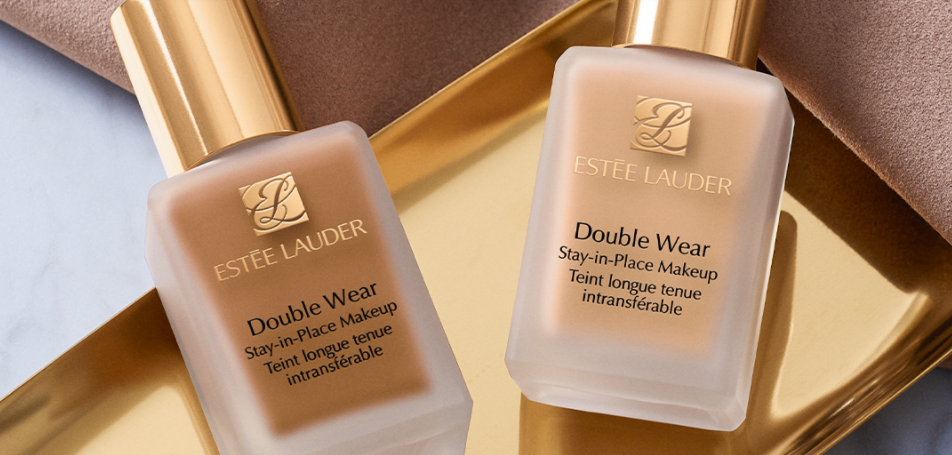 ESTĒE LAUDER
Double Wear
Stay-in-Place Makeup
Teint longue tenue
intransférable
ESTĒE LAUDER
Double Wear
Stay-in-Place Makeup
Teint longue tenue
intransférable